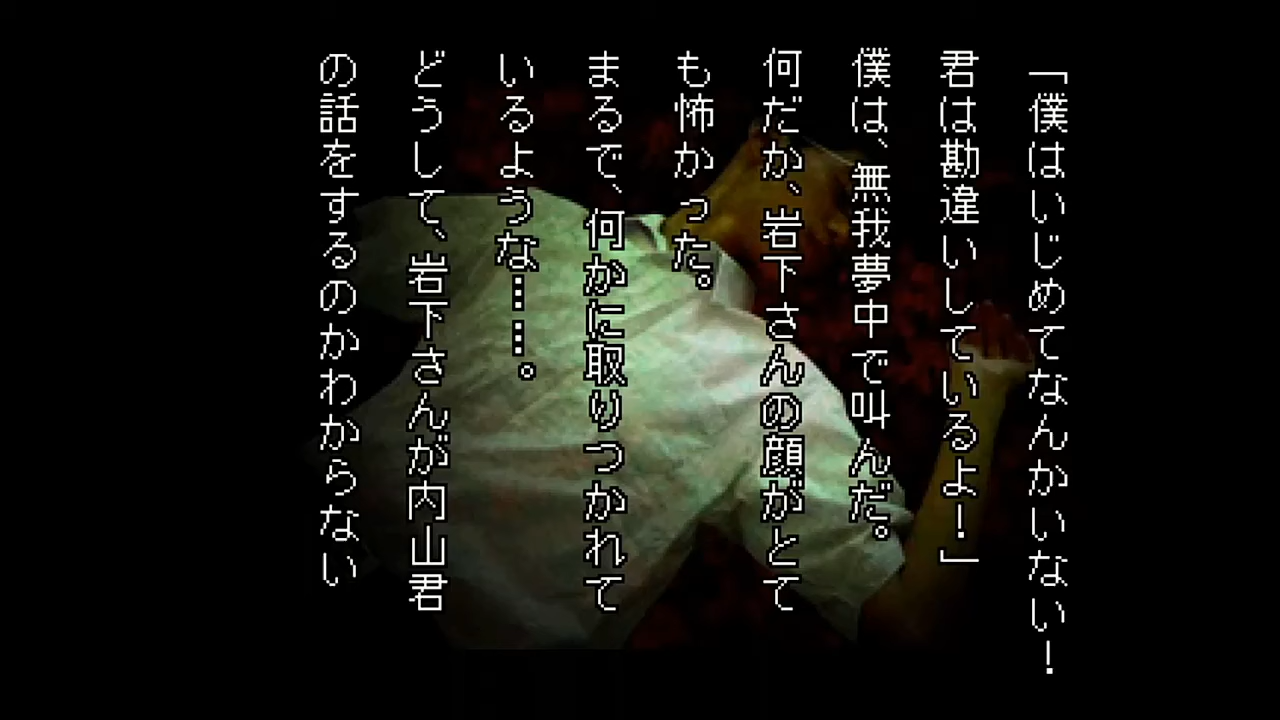 「僕はいじめてなんかいない！
君は勘違いしているよ！」
僕は、無我夢中で叫んだ。
何だか、岩下さんの顔がとて
も怖かった。
まるで、何かに取りつかれて
いるような……。
どうして、岩下さんが内山君
の話をするのかわからない